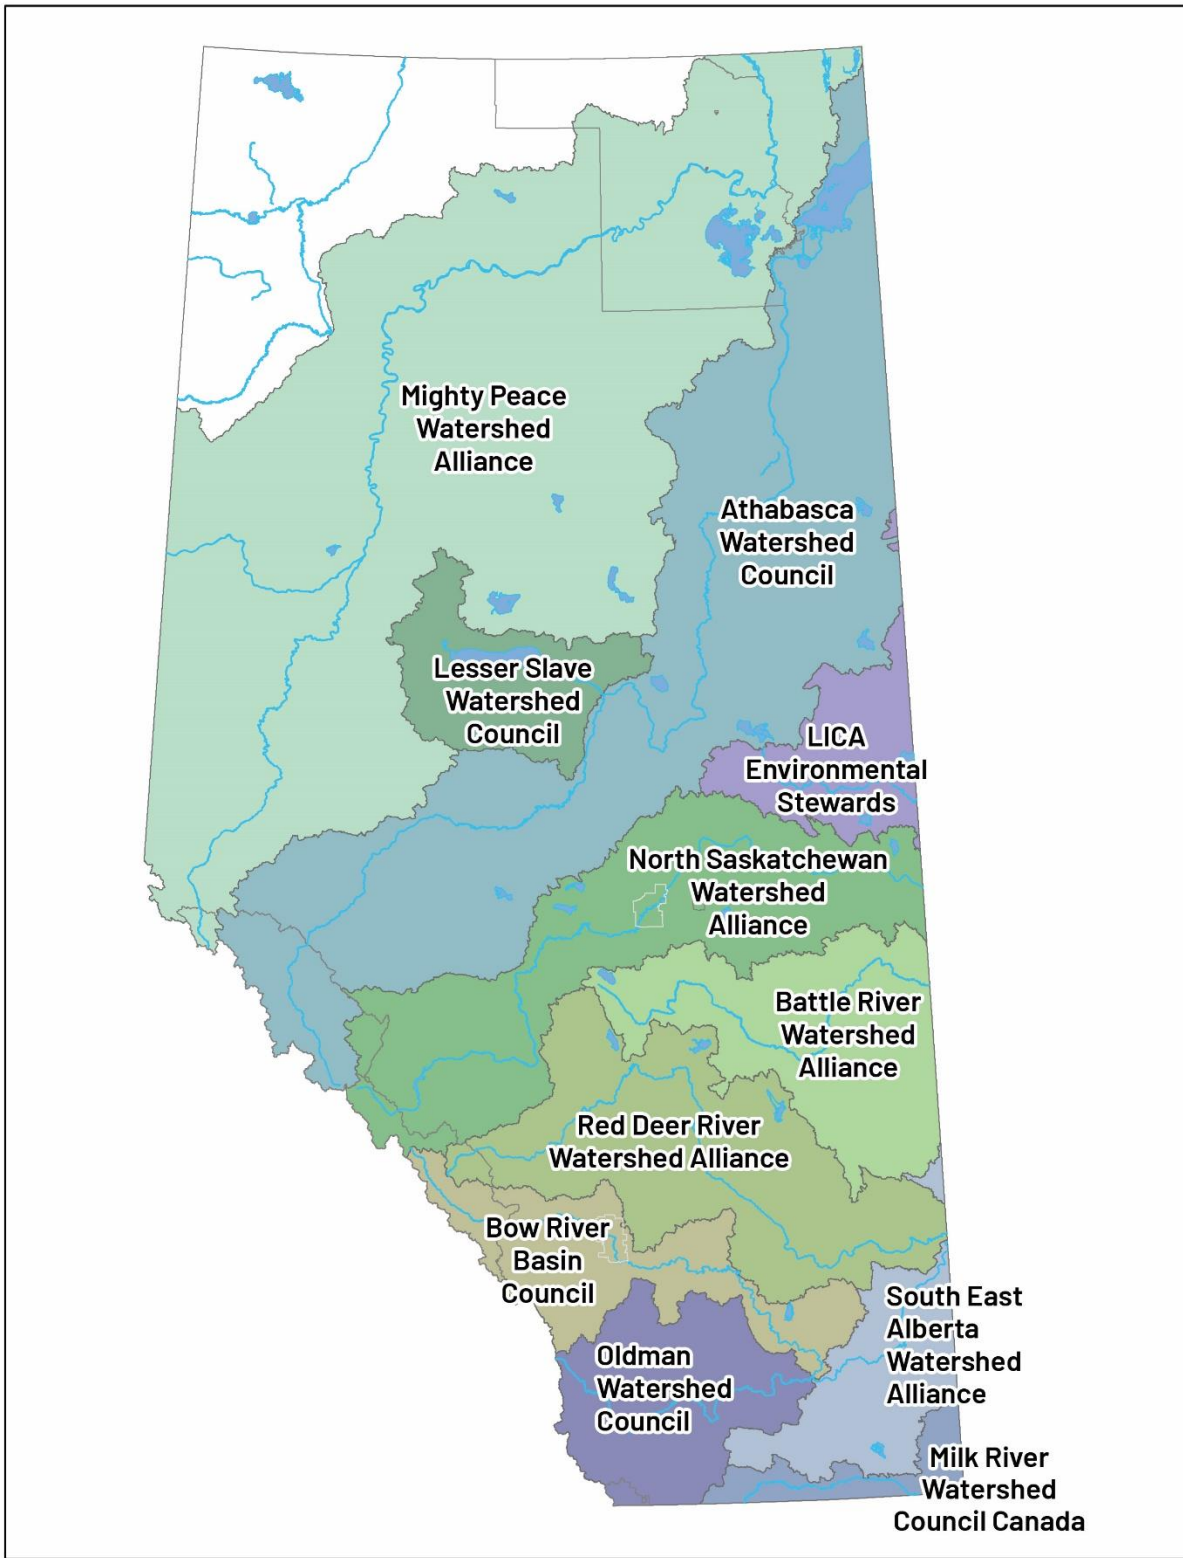 Mighty Peace
Watershed
Alliance
Athabasca
Watershed
Council
Lesser Slave
Watershed
Council
LICA
Environmental
Stewards
North Saskatchewan
Watershed
Alliance
Battle River
Watershed
Alliance
Red Deer River
Watershed Alliance
Bow River
Basin
Council
South East
Alberta
Watershed
Alliance
Oldman
Watershed
Council
Milk River
Watershed
Council Canada